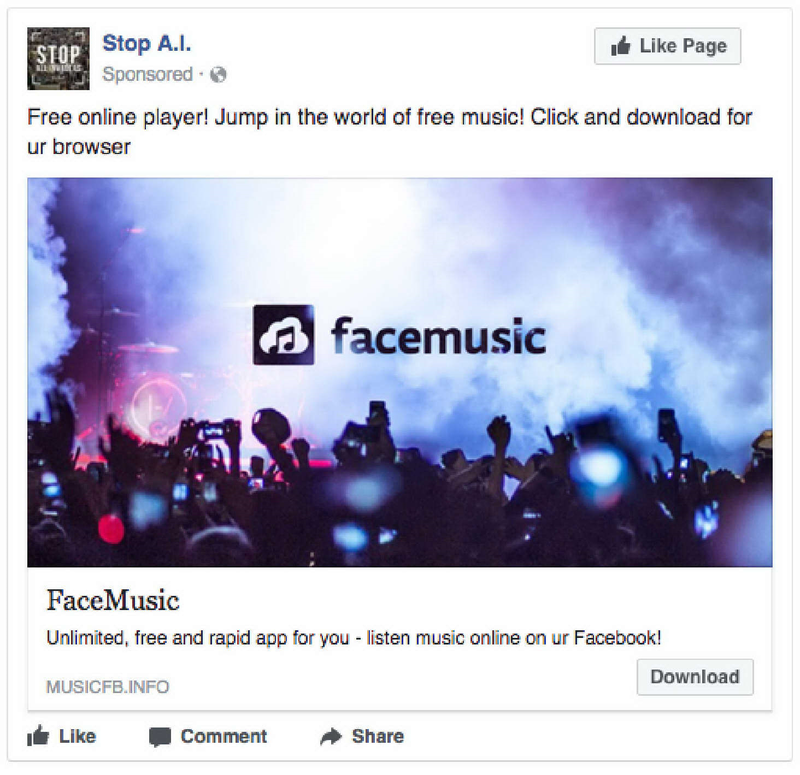 STOP
ALL INVADERS
Stop A.I.
Sponsored ·
Like Page
Free online player! Jump in the world of free music! Click and download for
ur browser
facemusic
FaceMusic
Unlimited, free and rapid app for you - listen music online on ur Facebook!
MUSICFB.INFO
Download
Like
Comment
Share